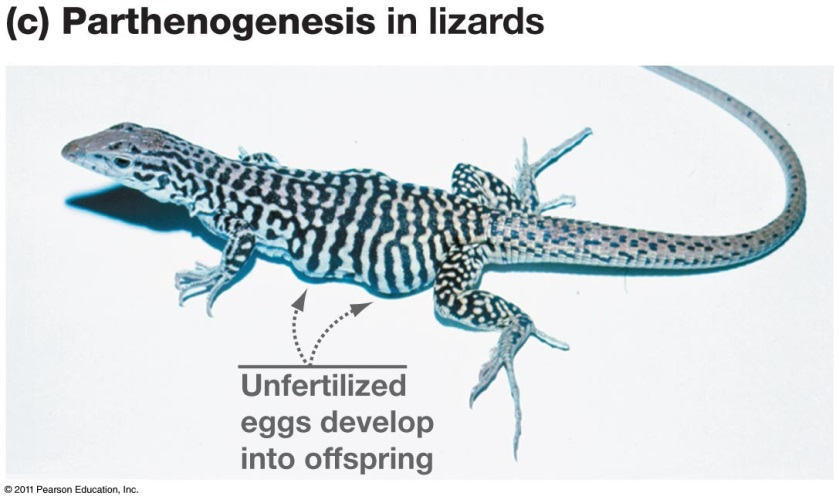 (c) Parthenogenesis in lizards
Unfertilized
eggs develop
into offspring
© 2011 Pearson Education, Inc.